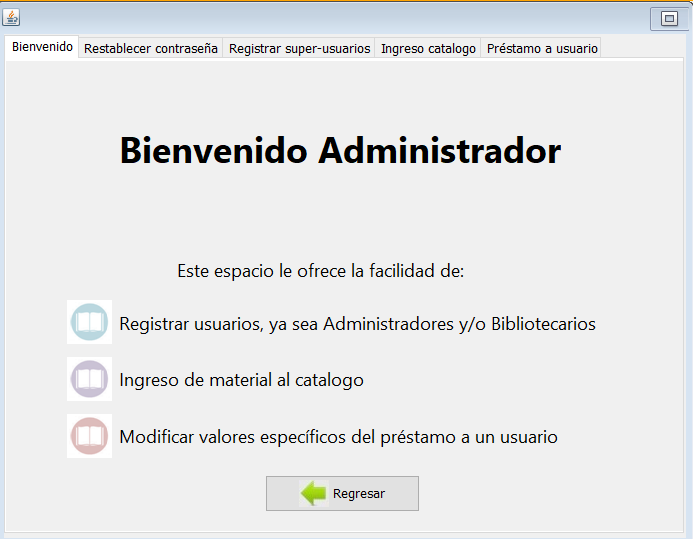 Bienvenido Restablecer contraseña Registrar super-usuarios Ingreso catalogo Préstamo a usuario
Bienvenido Administrador
Este espacio le ofrece la facilidad de:
Registrar usuarios, ya sea Administradores y/o Bibliotecarios
Ingreso de material al catalogo
Modificar valores específicos del préstamo a un usuario
Regresar